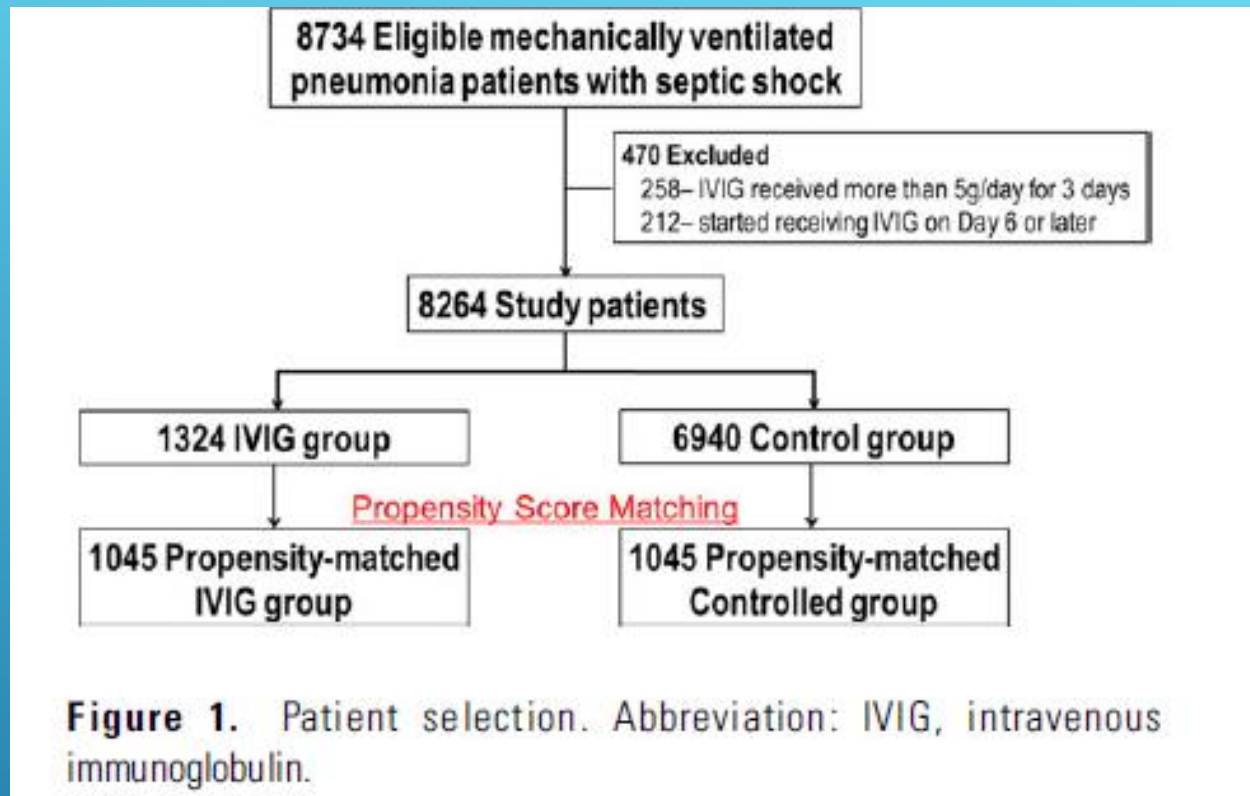 8734 Eligible mechanically ventilated
pneumonia patients with septic shock
470 Excluded
258– IVIG received more than 5g/day for 3 days
212– started receiving IVIG on Day 6 or later
8264 Study patients
1324 IVIG group
6940 Control group
Propensity Score Matching
1045 Propensity-matched
IVIG group
1045 Propensity-matched
Controlled group
Figure 1. Patient selection. Abbreviation: IVIG, intravenous
immunoglobulin.